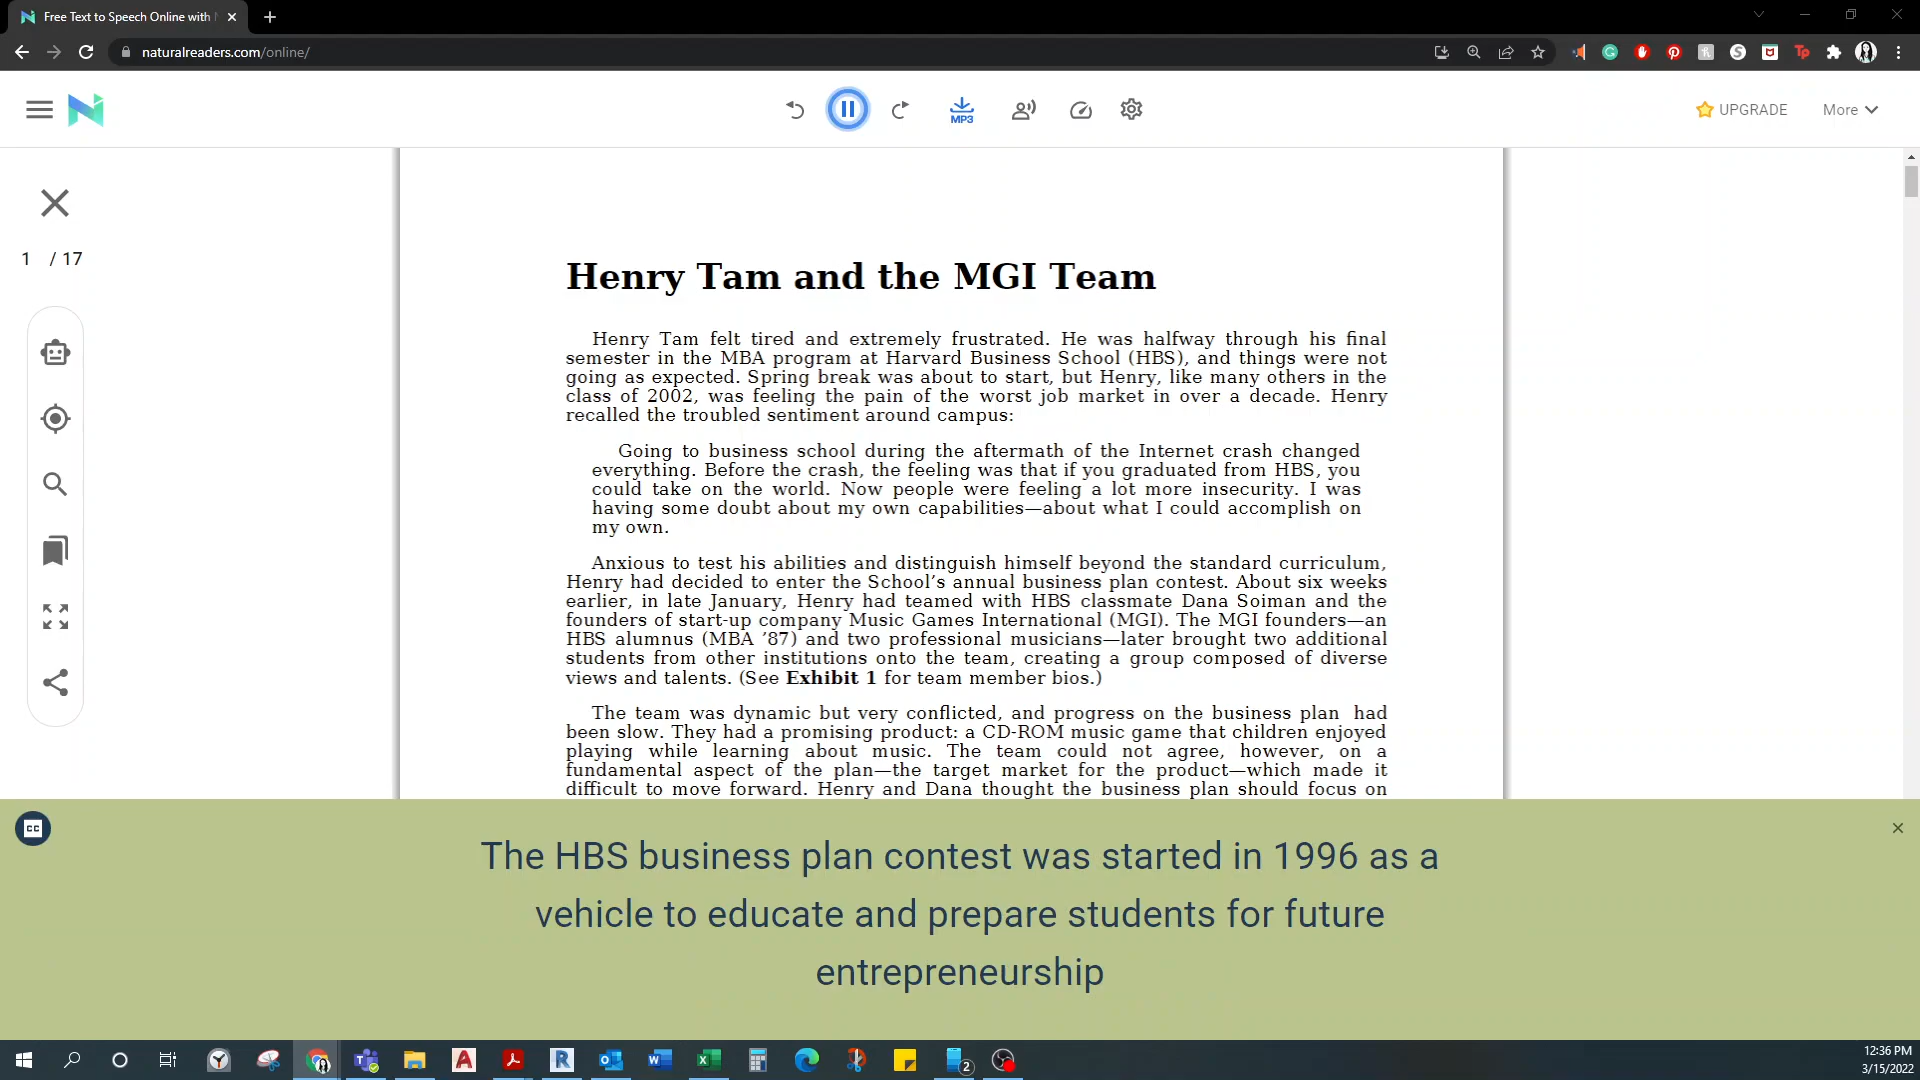 Free Text to Speech Online with
naturalreaders.com/online/
MP3
UPGRADE
More
1 / 17
Henry Tam and the MGI Team
Henry Tam felt tired and extremely frustrated. He was halfway through his final
semester in the MBA program at Harvard Business School (HBS), and things were not
going as expected. Spring break was about to start, but Henry, like many others in the
class of 2002, was feeling the pain of the worst job market in over a decade. Henry
recalled the troubled sentiment around campus:
Going to business school during the aftermath of the Internet crash changed
everything. Before the crash, the feeling was that if you graduated from HBS, you
could take on the world. Now people were feeling a lot more insecurity. I was
having some doubt about my own capabilities—about what I could accomplish on
my own.
Anxious to test his abilities and distinguish himself beyond the standard curriculum,
Henry had decided to enter the School’s annual business plan contest. About six weeks
earlier, in late January, Henry had teamed with HBS classmate Dana Soiman and the
founders of start-up company Music Games International (MGI). The MGI founders—an
HBS alumnus (MBA ’87) and two professional musicians—later brought two additional
students from other institutions onto the team, creating a group composed of diverse
views and talents. (See Exhibit 1 for team member bios.)
The team was dynamic but very conflicted, and progress on the business plan had
been slow. They had a promising product: a CD-ROM music game that children enjoyed
playing while learning about music. The team could not agree, however, on a
fundamental aspect of the plan—the target market for the product—which made it
difficult to move forward. Henry and Dana thought the business plan should focus on
CC
The HBS business plan contest was started in 1996 as a
vehicle to educate and prepare students for future
entrepreneurship
2
12:36 PM
3/15/2022